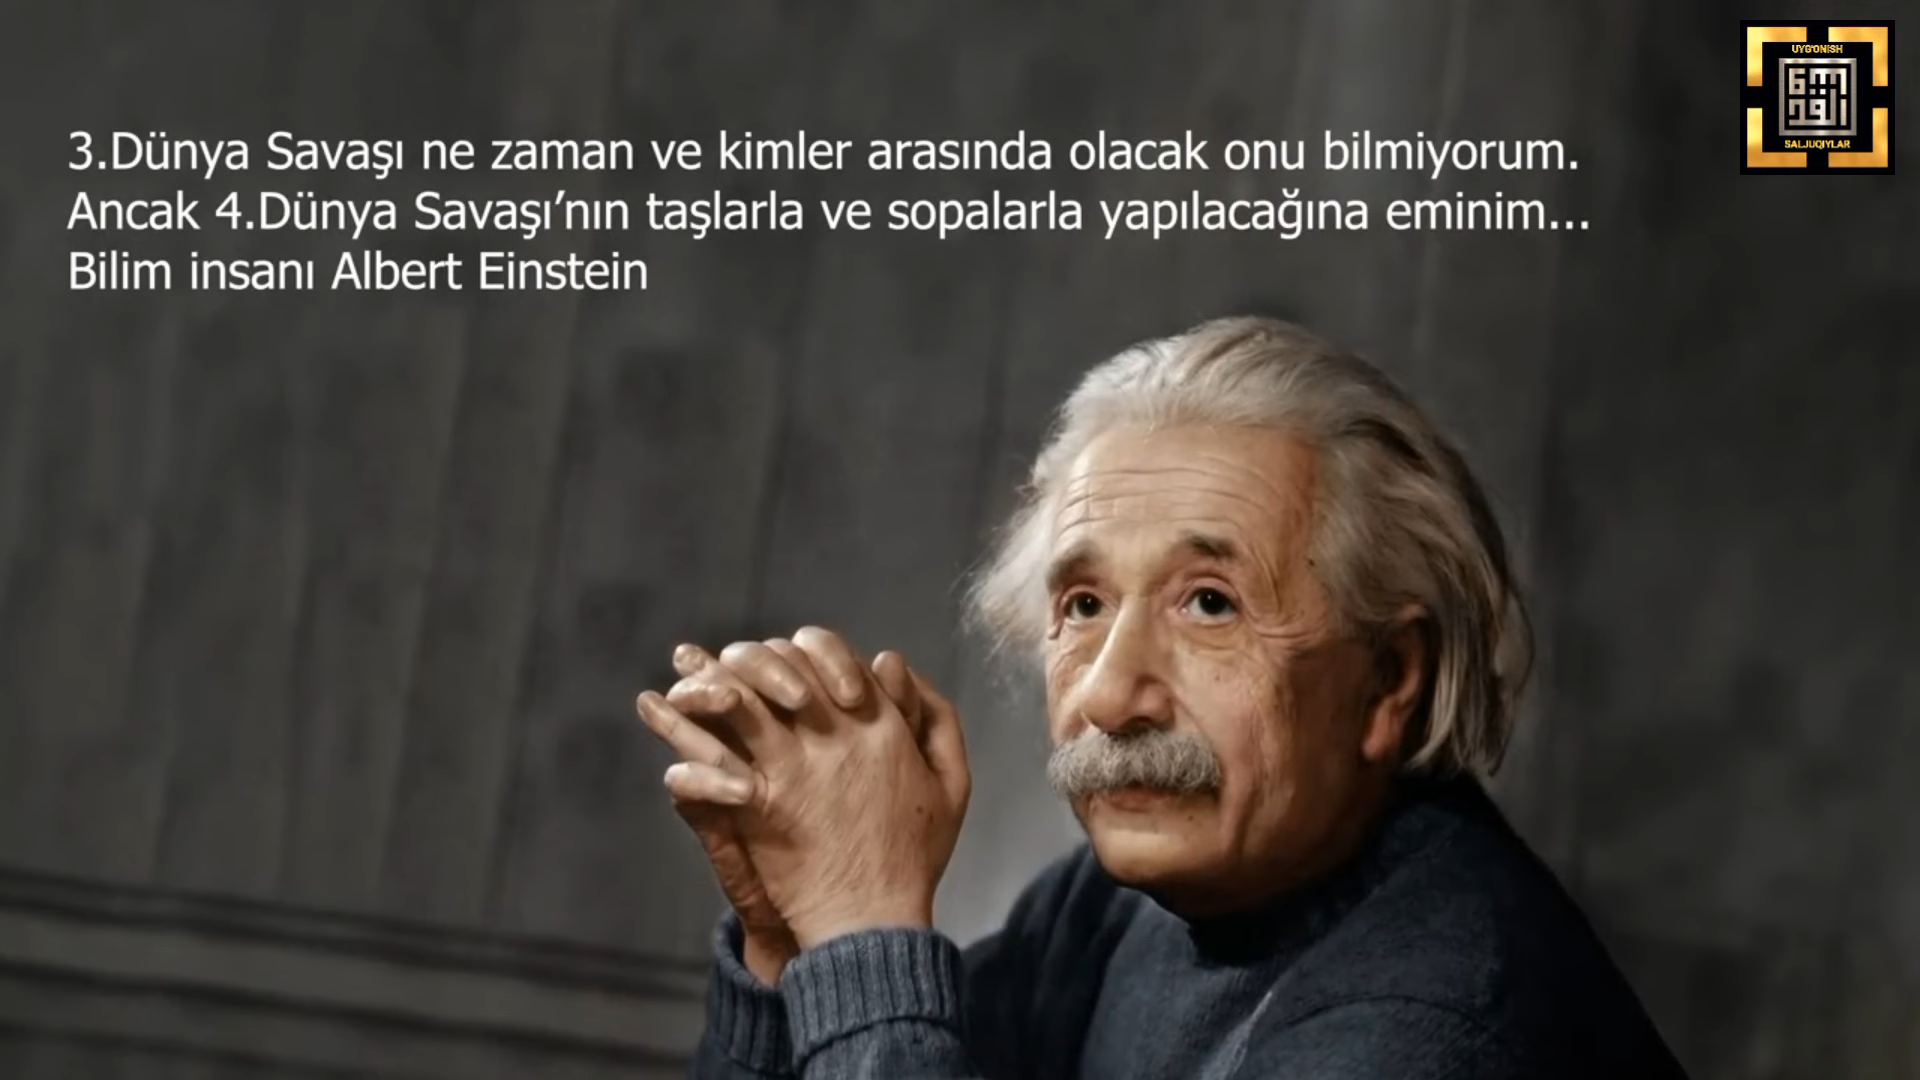 UYG'ONISH
SALJUQIYLAR
3.Dünya Savaşı ne zaman ve kimler arasında olacak onu bilmiyorum.
Ancak 4.Dünya Savaşı’nın taşlarla ve sopalarla yapılacağına eminim...
Bilim insanı Albert Einstein